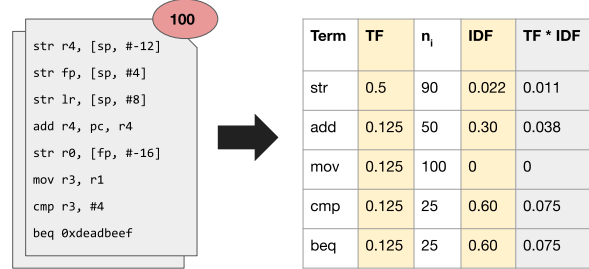 100
str r4, [sp, #-12]
str fp, [sp, #4]
str lr, [sp, #8]
add r4, pc, r4
str r0, [fp, #-16]
mov r3, r1
cmp r3, #4
beq 0xdeadbeef
Term TF ni IDF TF * IDF
str 0.5 90 0.022 0.011
add 0.125 50 0.30 0.038
mov 0.125 100 0 0
cmp 0.125 25 0.60 0.075
beq 0.125 25 0.60 0.075